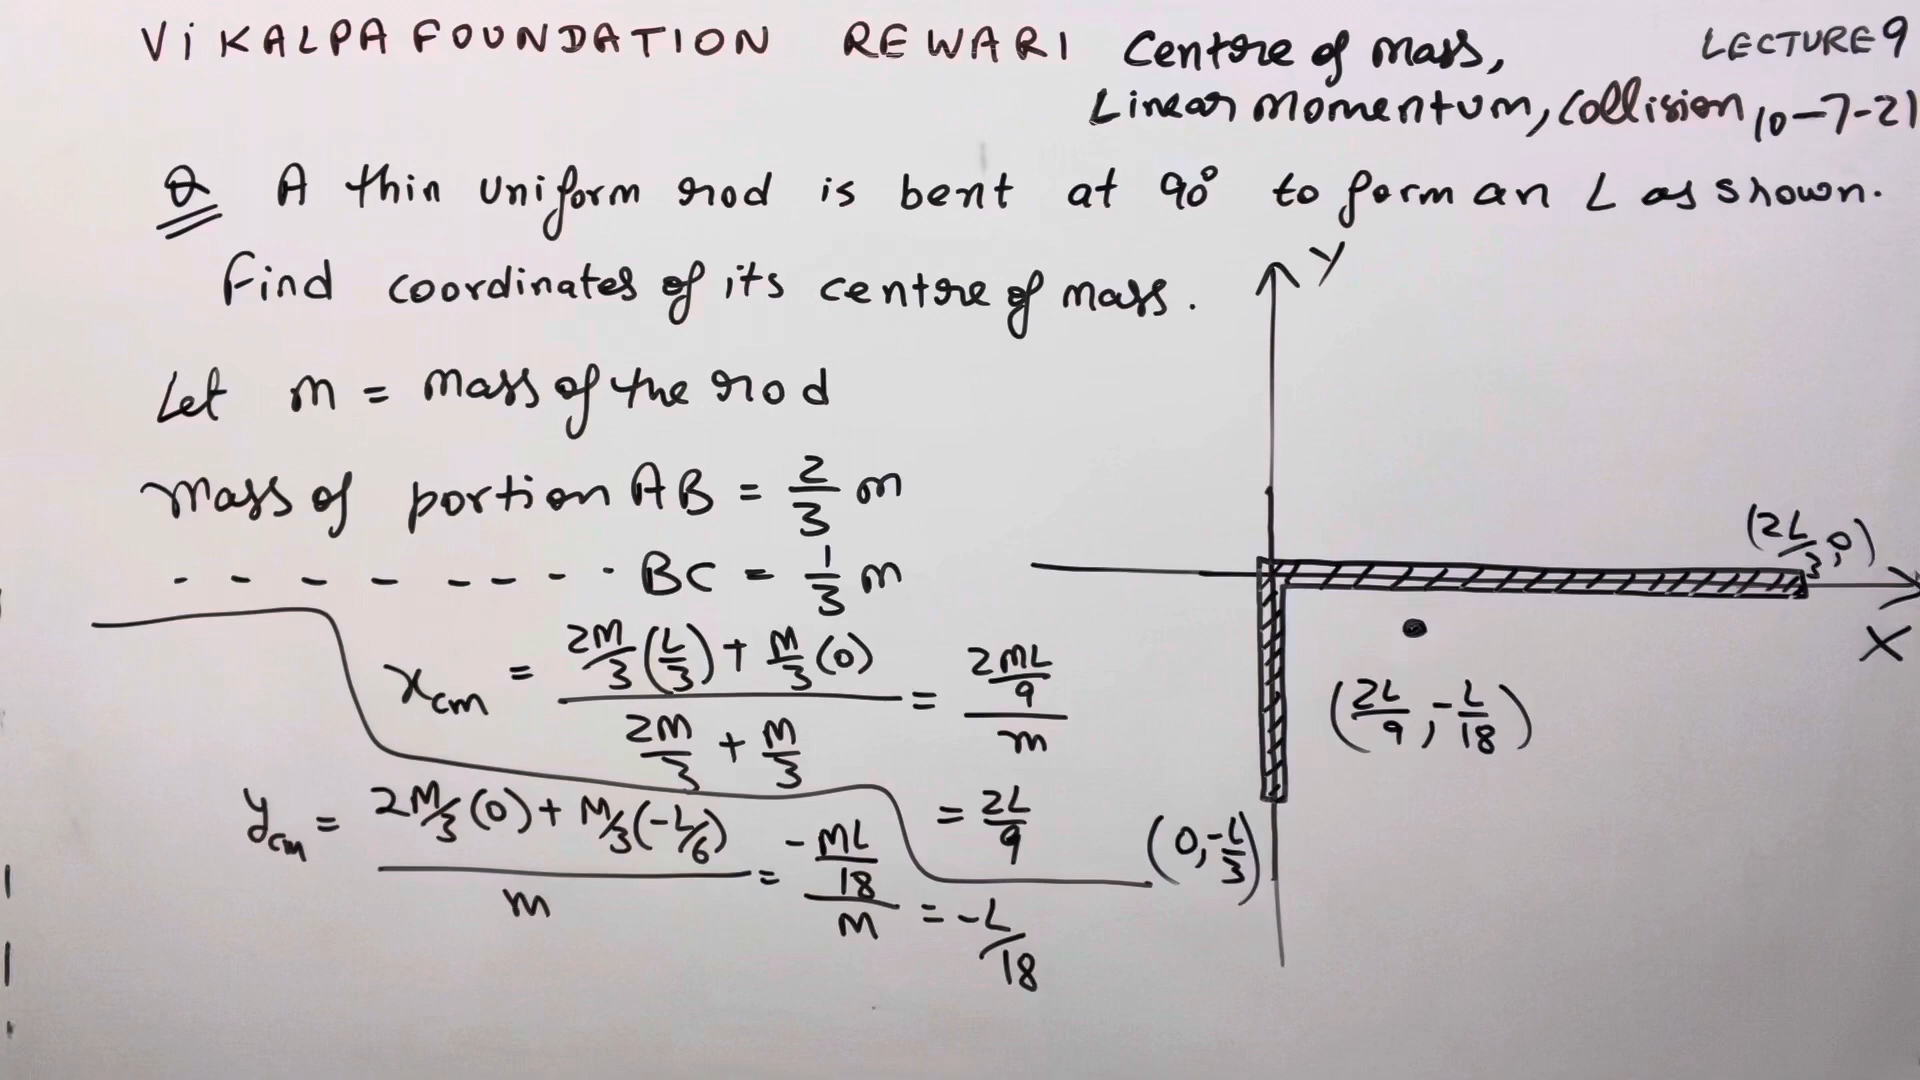 Vi KALPA FOUNDATION REWARI Centre of mass, LECTURE 9
Linear Momentum, Collision 10-7-21
Q A thin uniform rod is bent at 90° to form an L as shown.
Find coordinates of its centre of mass.
Let m = mass of the rod
Mass of portion AB = 2/3 m
- - - - - - - - · BC = 1/3 m
xcm = (2M/3 (L/3) + M/3 (0)) / (2M/3 + M/3) = (2ML/9) / m
= 2L/9
ycm = (2M/3 (0) + M/3 (-L/6)) / m = (-ML/18) / M = -L/18
Y
(2L/3, 0)
X
(2L/9, -L/18)
(0, -L/3)